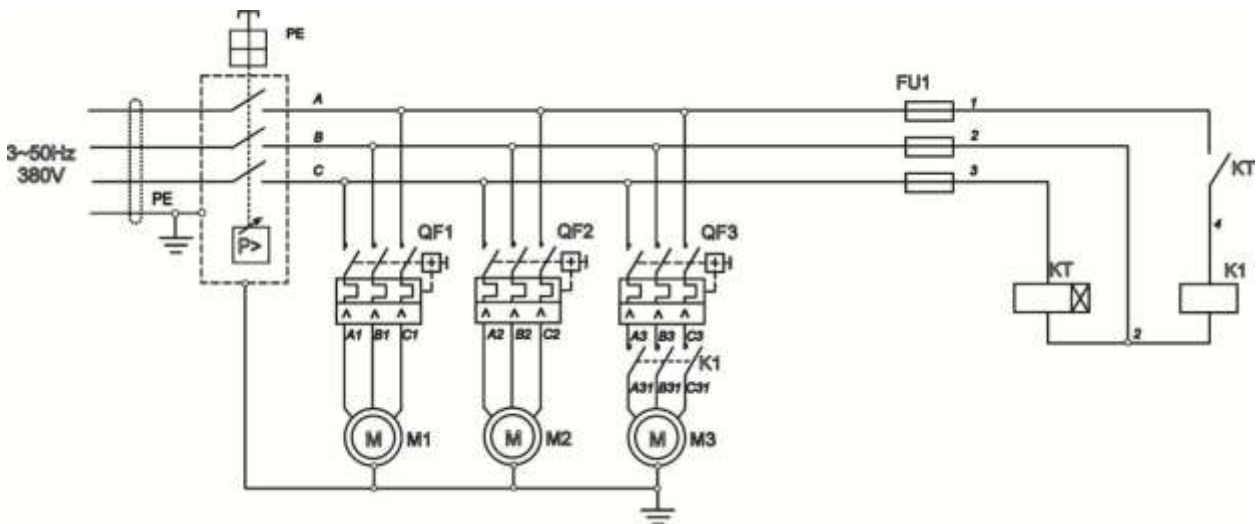 PE
A
FU1
1
B
2
3~50Hz
380V
C
3
KT
PE
4
P>
QF1
QF2
QF3
KT
K1
A1 B1 C1
A2 B2 C2
A3 B3 C3
2
K1
A31 B31 C31
M M1
M M2
M M3